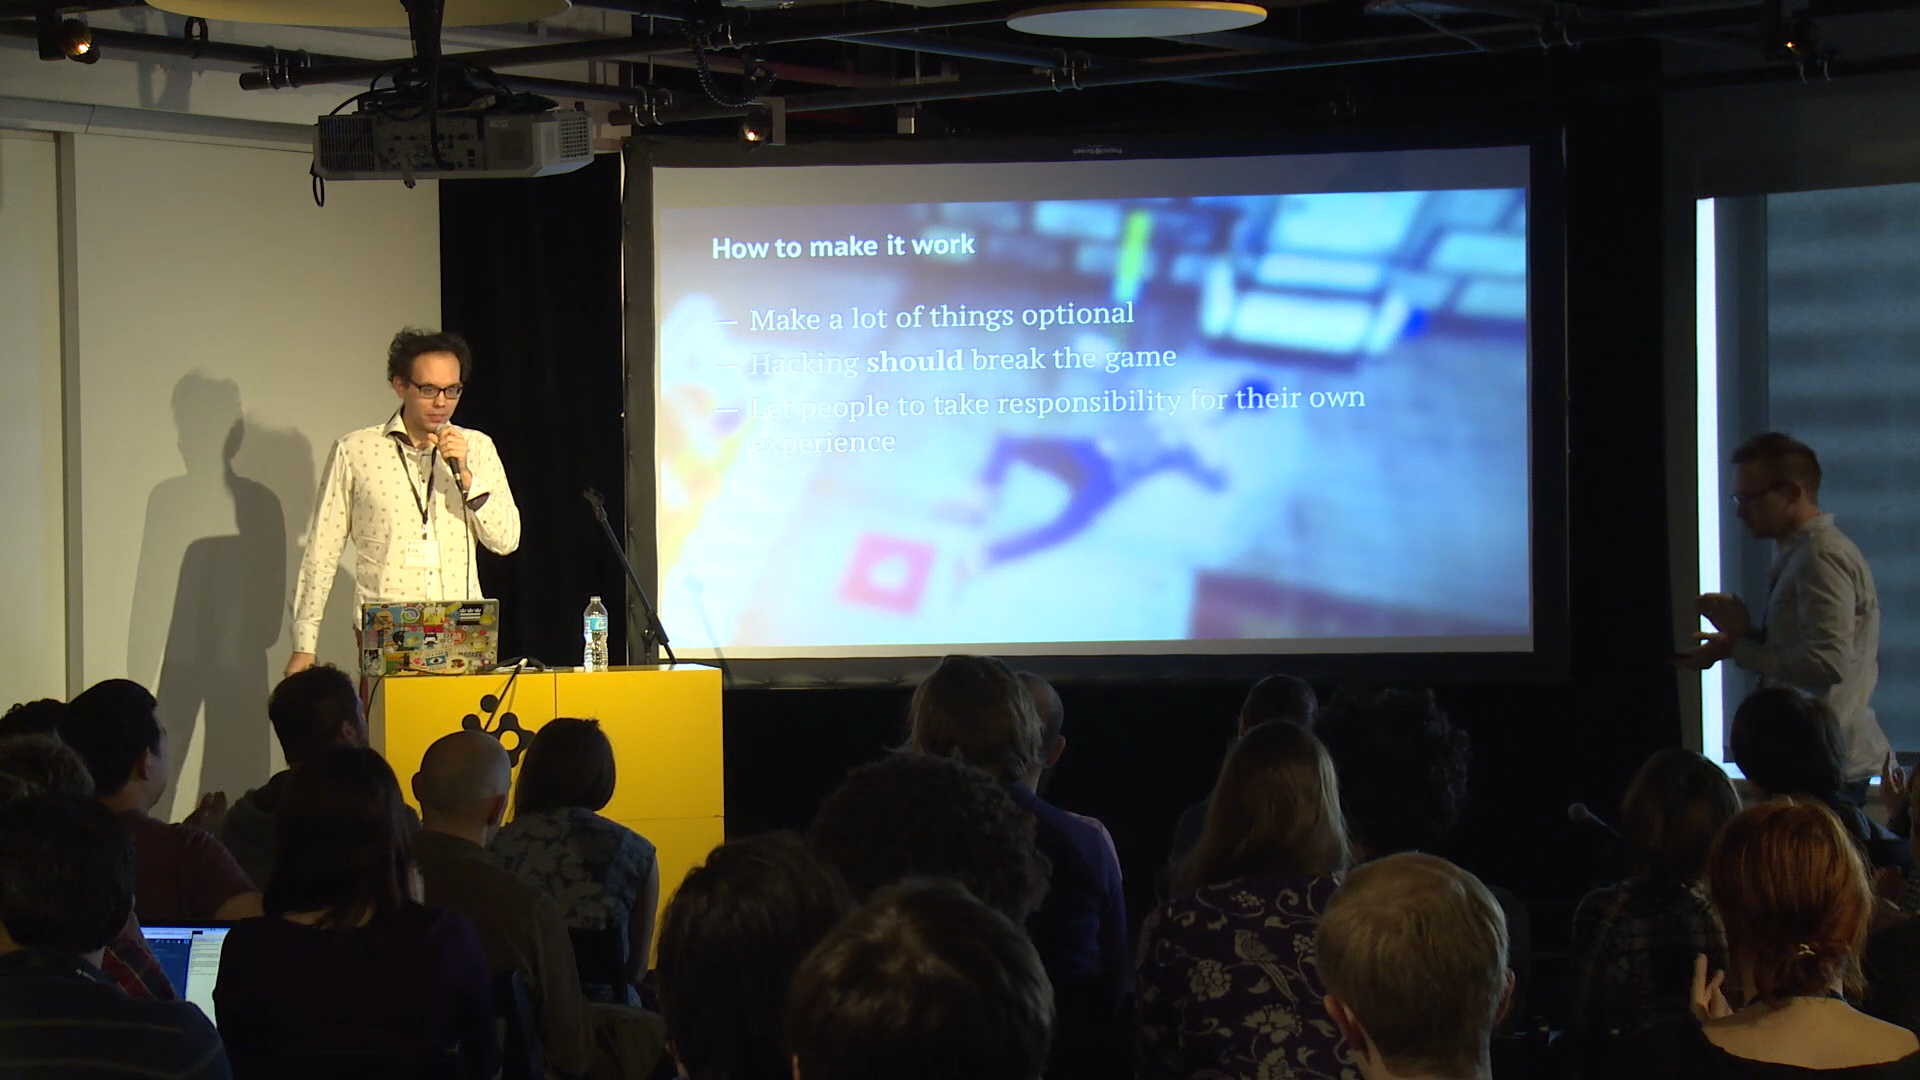 How to make it work
— Make a lot of things optional
— Hacking should break the game
— Let people to take responsibility for their own
experience